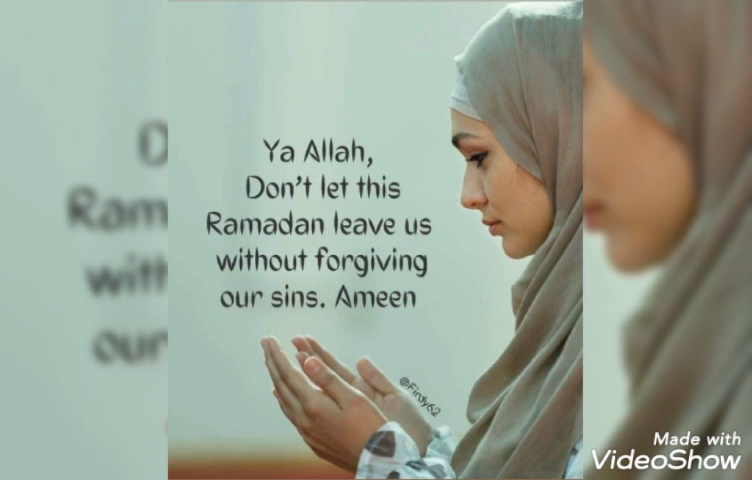 Ya Allah,
Don't let this
Ramadan leave us
without forgiving
our sins. Ameen
@Firdy62
Made with
VideoShow